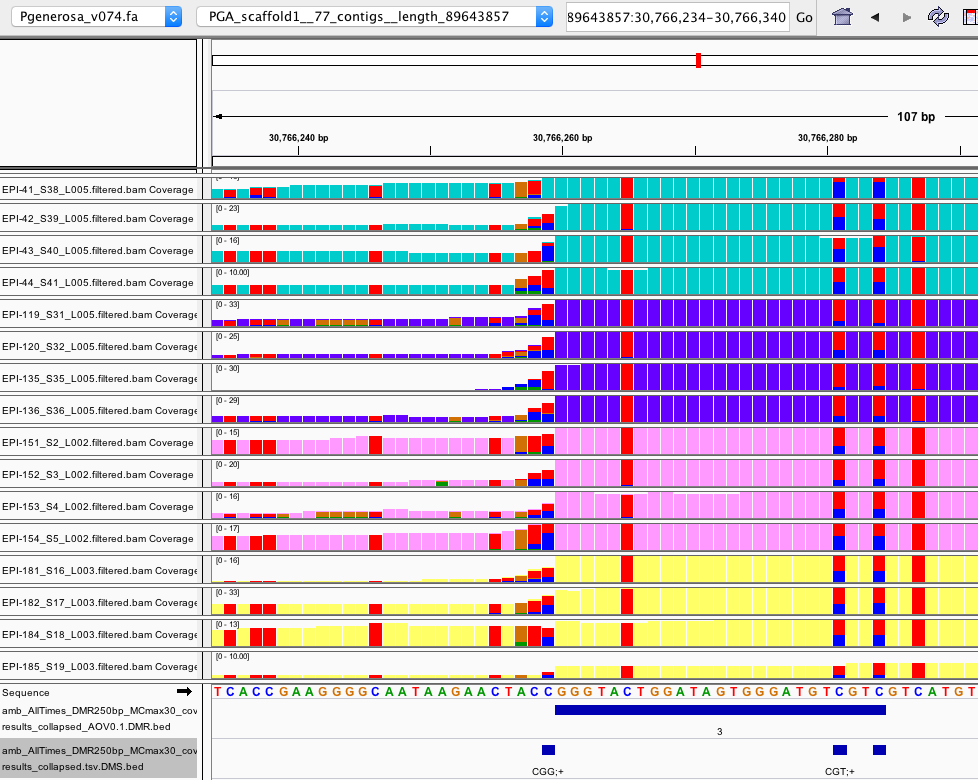 Pgenerosa_v074.fa PGA_scaffold1__77_contigs__length_89643857 89643857:30,766,234-30,766,340 Go
107 bp
30,766,240 bp 30,766,260 bp 30,766,280 bp
EPI-41_S38_L005.filtered.bam Coverage
[0 - 23]
EPI-42_S39_L005.filtered.bam Coverage
[0 - 16]
EPI-43_S40_L005.filtered.bam Coverage
[0 - 10.00]
EPI-44_S41_L005.filtered.bam Coverage
[0 - 33]
EPI-119_S31_L005.filtered.bam Coverage
[0 - 25]
EPI-120_S32_L005.filtered.bam Coverage
[0 - 30]
EPI-135_S35_L005.filtered.bam Coverage
[0 - 29]
EPI-136_S36_L005.filtered.bam Coverage
[0 - 15]
EPI-151_S2_L002.filtered.bam Coverage
[0 - 20]
EPI-152_S3_L002.filtered.bam Coverage
[0 - 16]
EPI-153_S4_L002.filtered.bam Coverage
[0 - 17]
EPI-154_S5_L002.filtered.bam Coverage
[0 - 16]
EPI-181_S16_L003.filtered.bam Coverage
[0 - 33]
EPI-182_S17_L003.filtered.bam Coverage
[0 - 13]
EPI-184_S18_L003.filtered.bam Coverage
[0 - 10.00]
EPI-185_S19_L003.filtered.bam Coverage
Sequence T C A C C G A A G G G G C A A T A A G A A C T A C C G G G T A C T G G A T A G T G G G A T G T C G T C G T C A T G T
amb_AllTimes_DMR250bp_MCmax30_cov
results_collapsed_AOV0.1.DMR.bed
3
amb_AllTimes_DMR250bp_MCmax30_cov
results_collapsed.tsv.DMS.bed
CGG;+ CGT;+